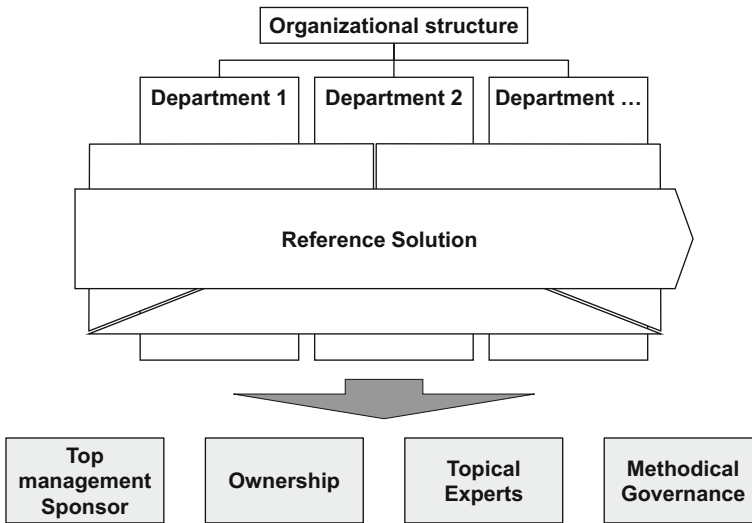 Organizational structure
Department 1
Department 2
Department …
Reference Solution
Top
management
Sponsor
Ownership
Topical
Experts
Methodical
Governance